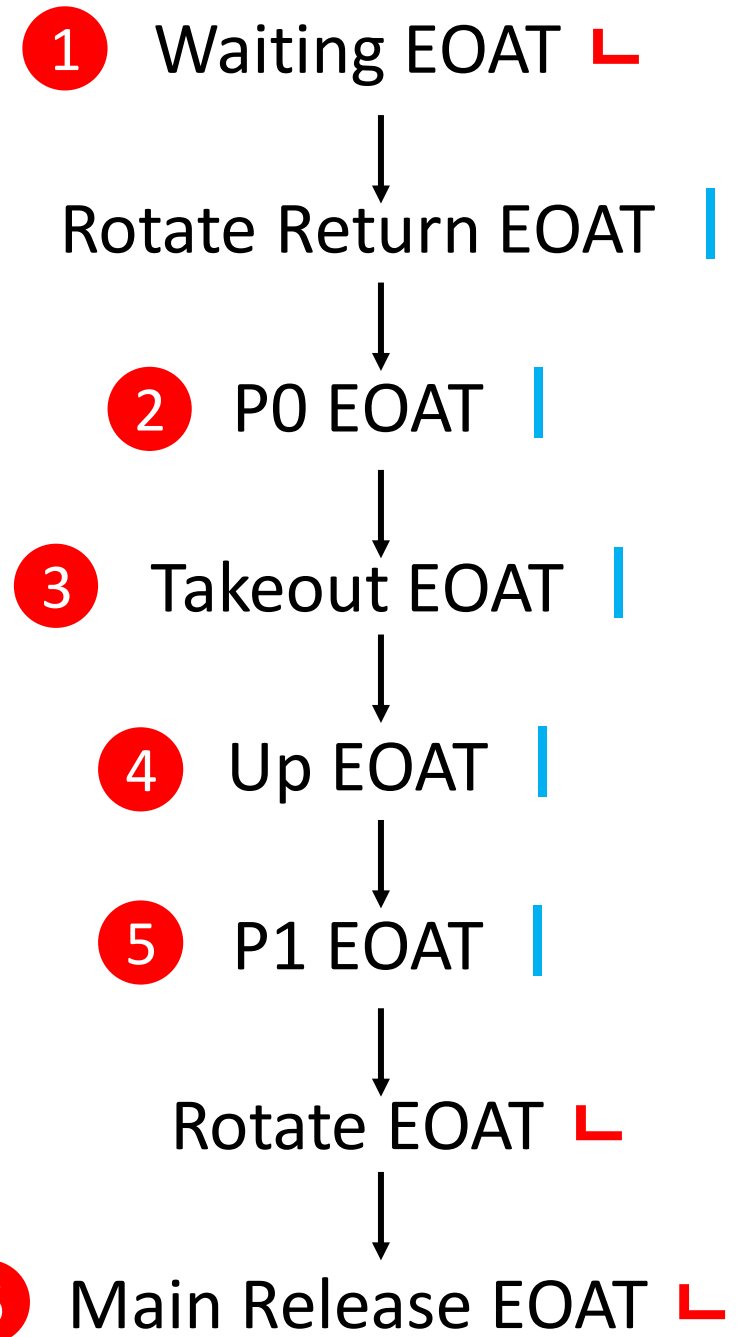 1 Waiting EOAT
Rotate Return EOAT
2 P0 EOAT
3 Takeout EOAT
4 Up EOAT
5 P1 EOAT
Rotate EOAT
Main Release EOAT